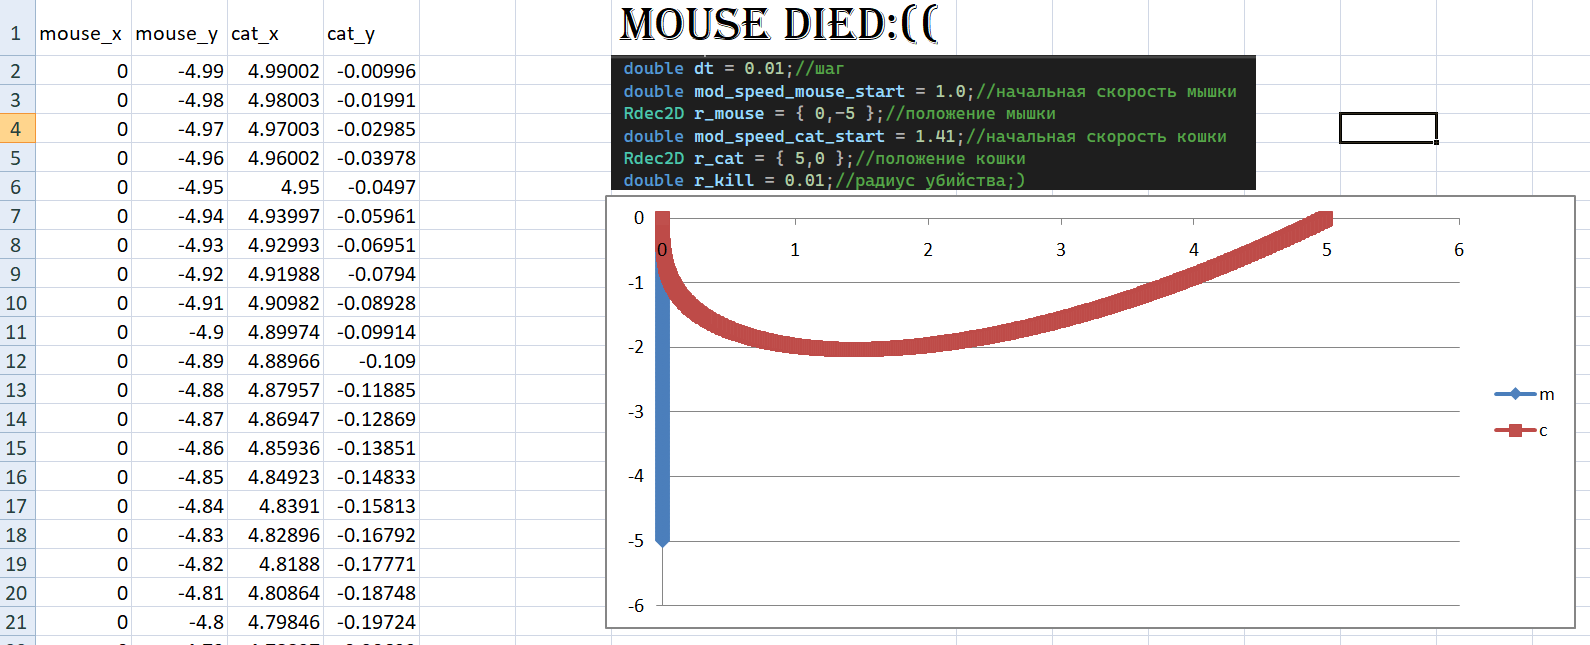 MOUSE DIED:((
1 mouse_x mouse_y cat_x cat_y
2 0 -4.99 4.99002 -0.00996
3 0 -4.98 4.98003 -0.01991
4 0 -4.97 4.97003 -0.02985
5 0 -4.96 4.96002 -0.03978
6 0 -4.95 4.95 -0.0497
7 0 -4.94 4.93997 -0.05961
8 0 -4.93 4.92993 -0.06951
9 0 -4.92 4.91988 -0.0794
10 0 -4.91 4.90982 -0.08928
11 0 -4.9 4.89974 -0.09914
12 0 -4.89 4.88966 -0.109
13 0 -4.88 4.87957 -0.11885
14 0 -4.87 4.86947 -0.12869
15 0 -4.86 4.85936 -0.13851
16 0 -4.85 4.84923 -0.14833
17 0 -4.84 4.8391 -0.15813
18 0 -4.83 4.82896 -0.16792
19 0 -4.82 4.8188 -0.17771
20 0 -4.81 4.80864 -0.18748
21 0 -4.8 4.79846 -0.19724
double dt = 0.01;//шаг
double mod_speed_mouse_start = 1.0;//начальная скорость мышки
Rdec2D r_mouse = { 0,-5 };//положение мышки
double mod_speed_cat_start = 1.41;//начальная скорость кошки
Rdec2D r_cat = { 5,0 };//положение кошки
double r_kill = 0.01;//радиус убийства;)
0
0 1 2 3 4 5 6
-1
-2
-3
-4
-5
-6
m
c